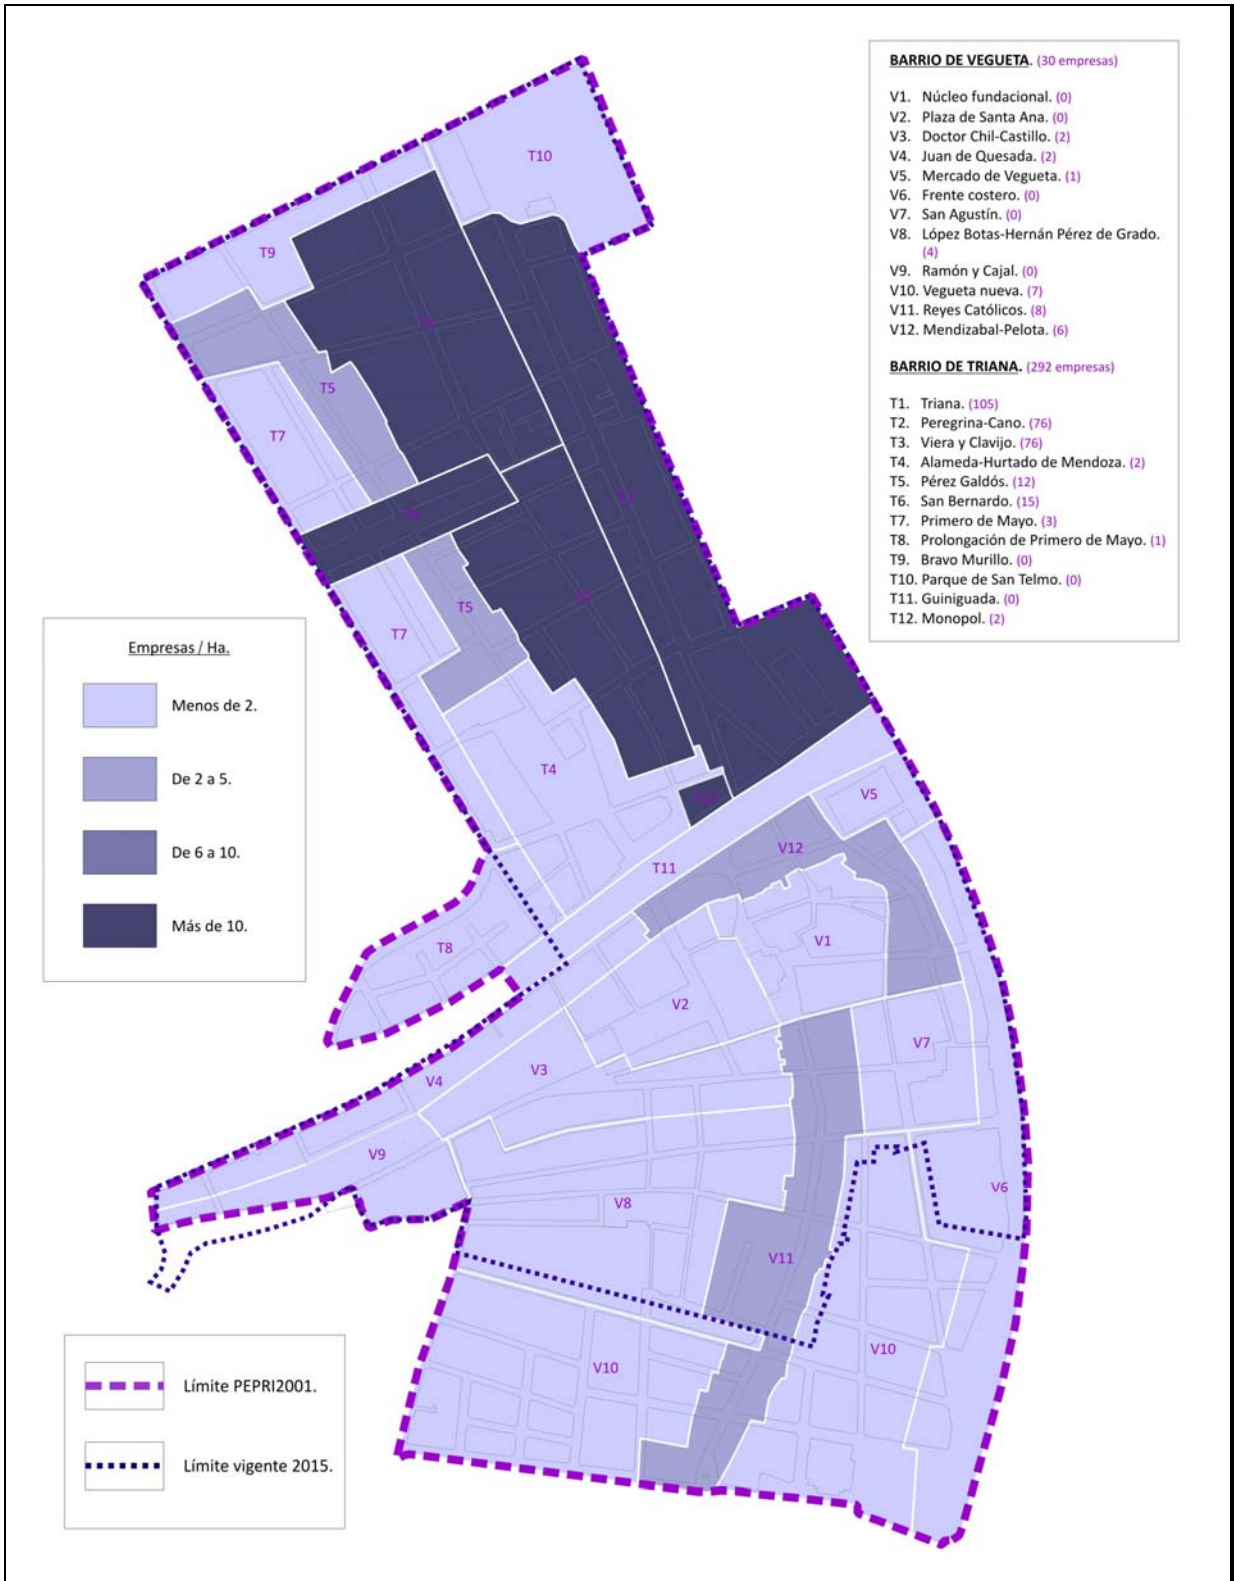 BARRIO DE VEGUETA. (30 empresas)
V1. Núcleo fundacional. (0)
V2. Plaza de Santa Ana. (0)
V3. Doctor Chil-Castillo. (2)
V4. Juan de Quesada. (2)
V5. Mercado de Vegueta. (1)
V6. Frente costero. (0)
V7. San Agustín. (0)
V8. López Botas-Hernán Pérez de Grado.
(4)
V9. Ramón y Cajal. (0)
V10. Vegueta nueva. (7)
V11. Reyes Católicos. (8)
V12. Mendizabal-Pelota. (6)
BARRIO DE TRIANA. (292 empresas)
T1. Triana. (105)
T2. Peregrina-Cano. (76)
T3. Viera y Clavijo. (76)
T4. Alameda-Hurtado de Mendoza. (2)
T5. Pérez Galdós. (12)
T6. San Bernardo. (15)
T7. Primero de Mayo. (3)
T8. Prolongación de Primero de Mayo. (1)
T9. Bravo Murillo. (0)
T10. Parque de San Telmo. (0)
T11. Guiniguada. (0)
T12. Monopol. (2)
T10
T9
T5
T7
T5
T7
T4
V5
V12
T11
V1
T8
V2
V7
V3
V4
V9
V6
V8
V11
V10
V10
Empresas / Ha.
Menos de 2.
De 2 a 5.
De 6 a 10.
Más de 10.
Límite PEPRI2001.
Límite vigente 2015.